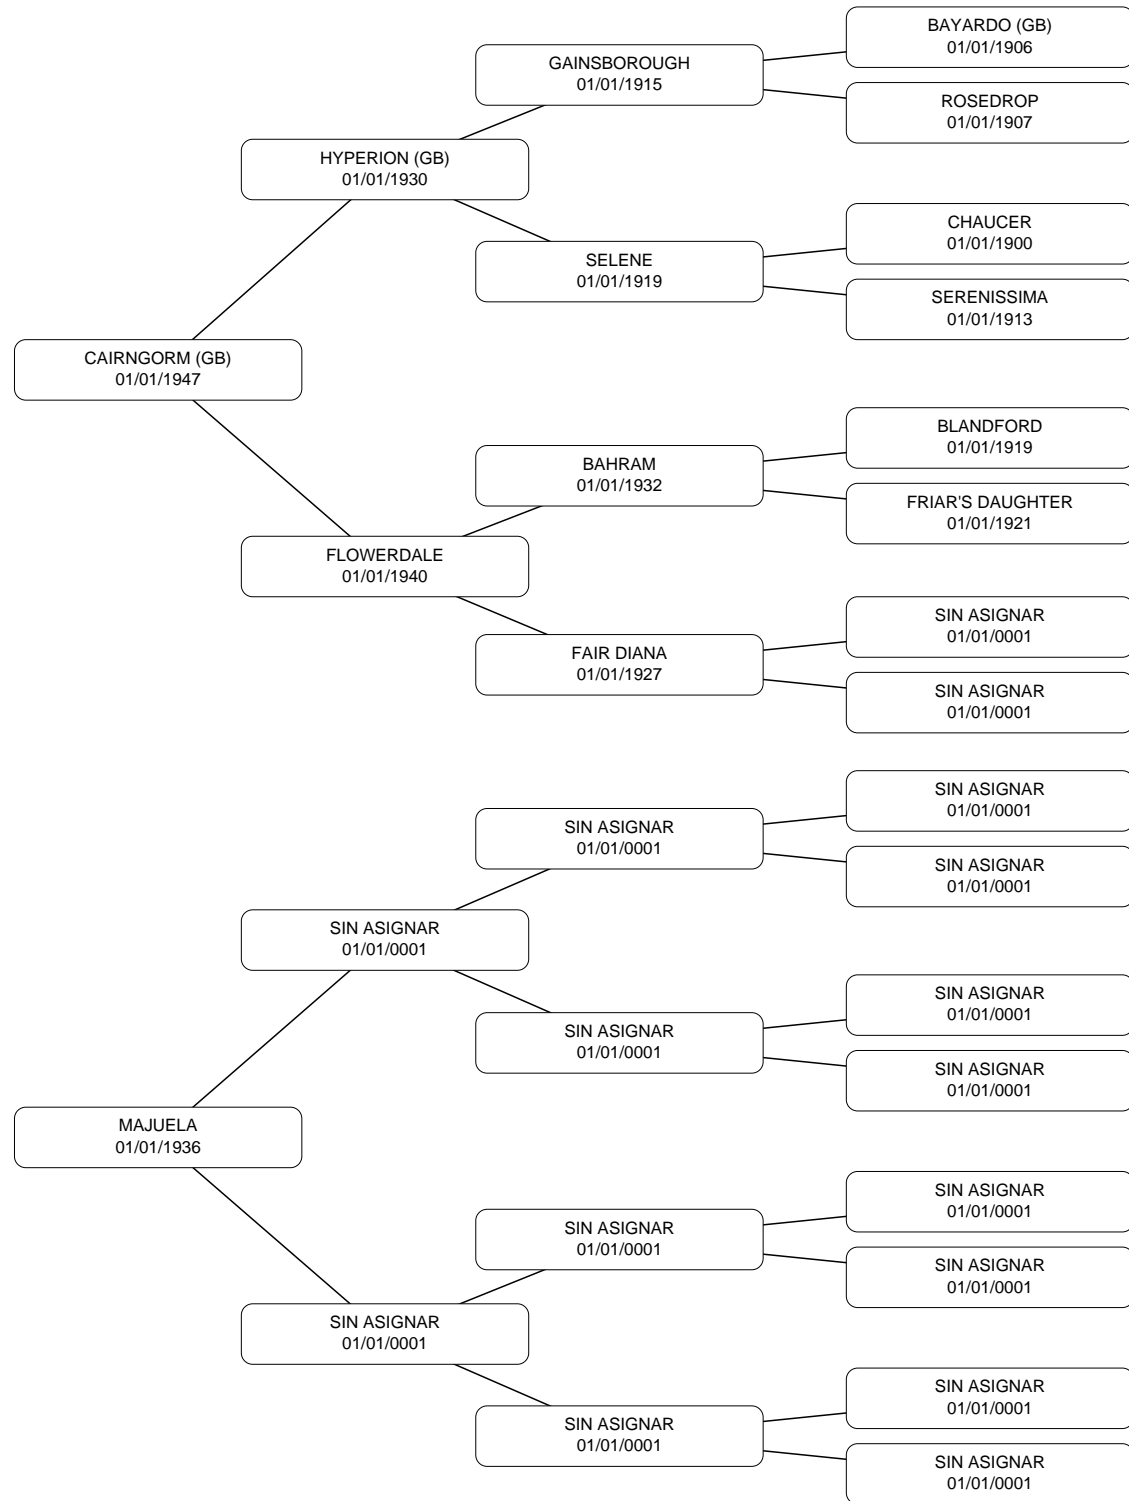 BAYARDO (GB)
01/01/1906
GAINSBOROUGH
01/01/1915
ROSEDROP
01/01/1907
HYPERION (GB)
01/01/1930
CHAUCER
01/01/1900
SELENE
01/01/1919
SERENISSIMA
01/01/1913
CAIRNGORM (GB)
01/01/1947
BLANDFORD
01/01/1919
BAHRAM
01/01/1932
FRIAR'S DAUGHTER
01/01/1921
FLOWERDALE
01/01/1940
SIN ASIGNAR
01/01/0001
FAIR DIANA
01/01/1927
SIN ASIGNAR
01/01/0001
SIN ASIGNAR
01/01/0001
SIN ASIGNAR
01/01/0001
SIN ASIGNAR
01/01/0001
SIN ASIGNAR
01/01/0001
SIN ASIGNAR
01/01/0001
SIN ASIGNAR
01/01/0001
SIN ASIGNAR
01/01/0001
MAJUELA
01/01/1936
SIN ASIGNAR
01/01/0001
SIN ASIGNAR
01/01/0001
SIN ASIGNAR
01/01/0001
SIN ASIGNAR
01/01/0001
SIN ASIGNAR
01/01/0001
SIN ASIGNAR
01/01/0001
SIN ASIGNAR
01/01/0001